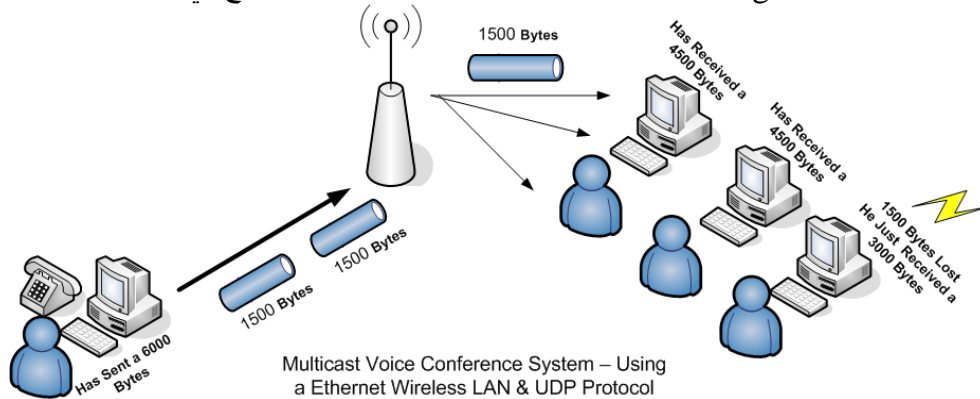 1500 Bytes
Has Received a
4500 Bytes
Has Received a
4500 Bytes
1500 Bytes Lost
He Just Received a
3000 Bytes
1500 Bytes
1500 Bytes
Has Sent a 6000
Bytes
Multicast Voice Conference System – Using
a Ethernet Wireless LAN & UDP Protocol